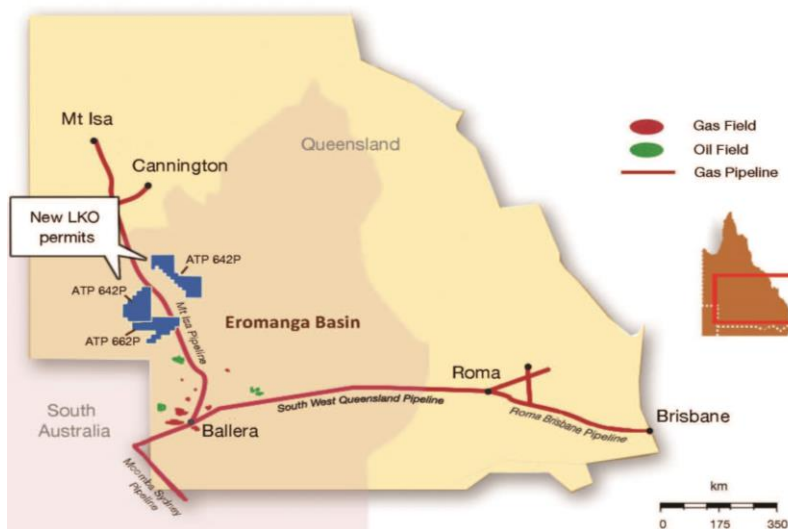 Mt Isa
Cannington
Queensland
Gas Field
Oil Field
Gas Pipeline
New LKO
permits
ATP 642P
ATP 642P
Mt Isa Pipeline
ATP 662P
Eromanga Basin
Roma
South West Queensland Pipeline
Roma Brisbane Pipeline
Brisbane
South
Australia
Ballera
Moomba Sydney
Pipeline
km
0 175 350